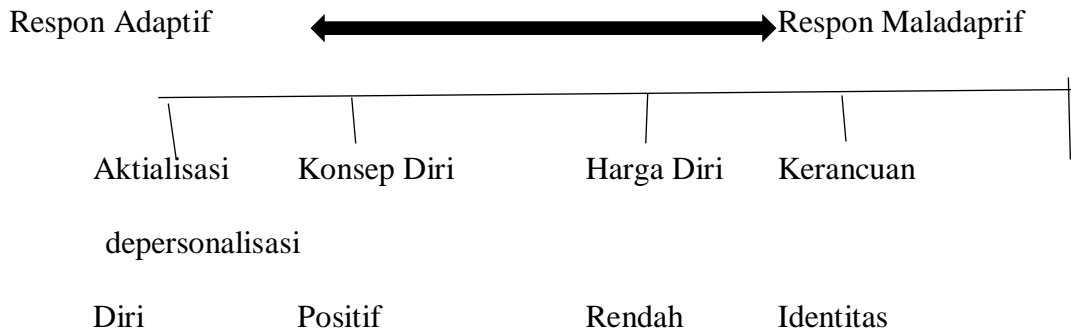 Respon Adaptif Respon Maladaprif
Aktialisasi Konsep Diri Harga Diri Kerancuan
depersonalisasi
Diri Positif Rendah Identitas